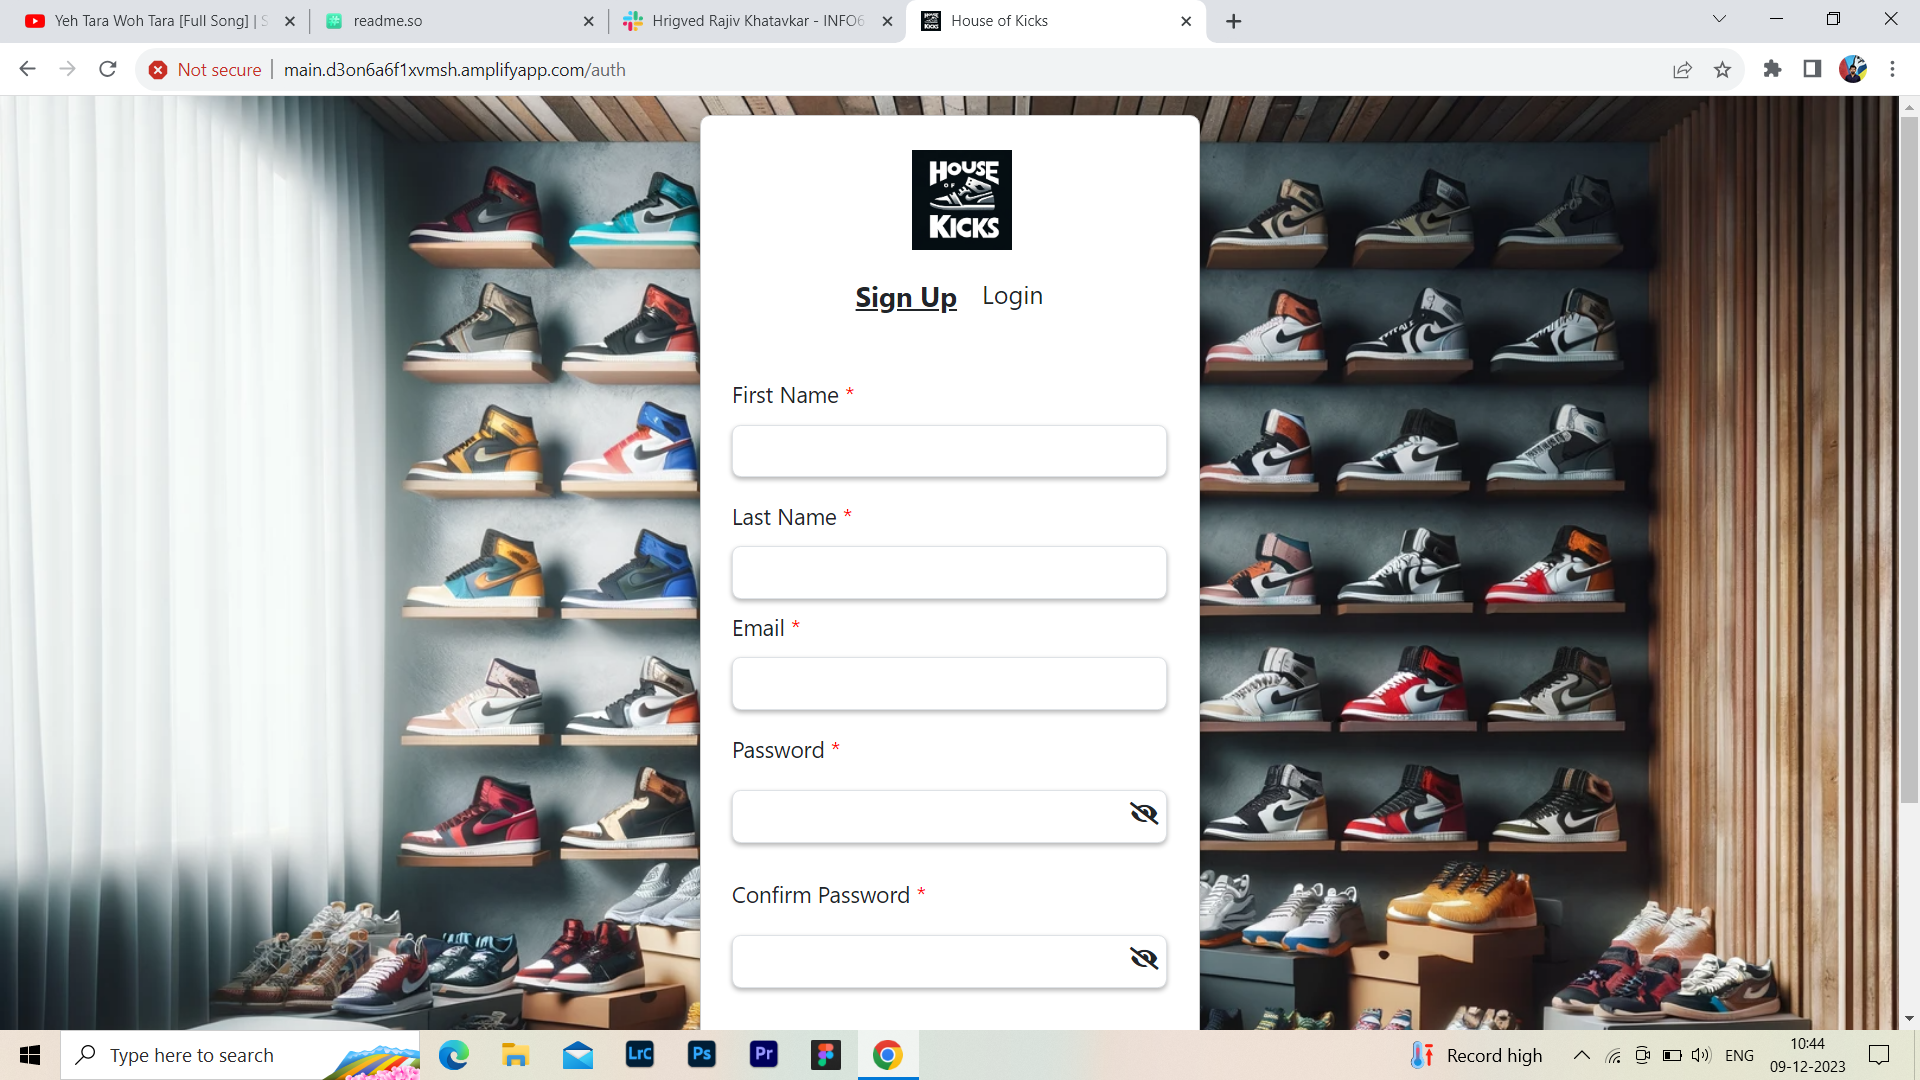 Yeh Tara Woh Tara [Full Song] | S
readme.so
Hrigved Rajiv Khatavkar - INFO6
House of Kicks
Not secure
main.d3on6a6f1xvmsh.amplifyapp.com/auth
HOUSE
OF
KICKS
Sign Up
Login
First Name *
Last Name *
Email *
Password *
Confirm Password *
Type here to search
LrC
Ps
Pr
Record high
ENG
10:44
09-12-2023